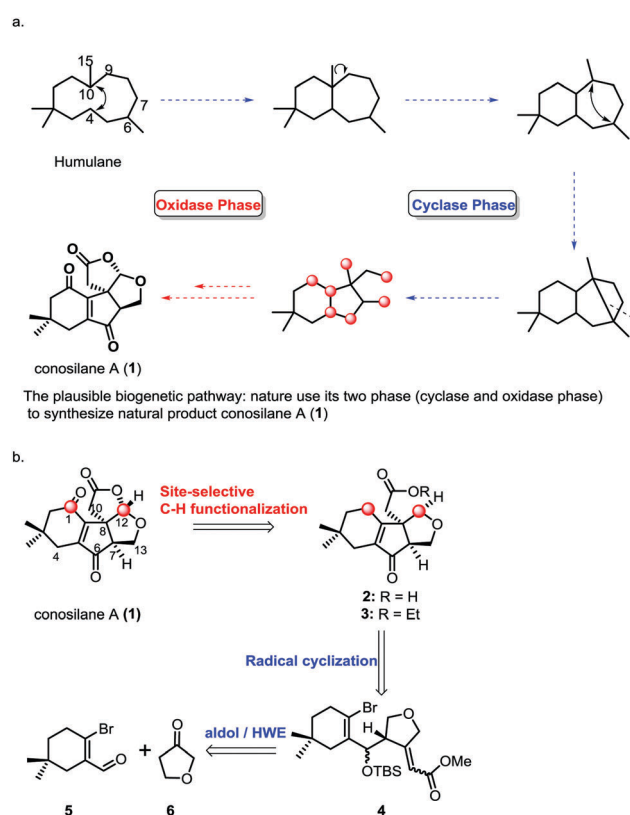 a.
15
9
10
4
7
6
Humulane
Oxidase Phase
Cyclase Phase
O
O
O
O
O
conosilane A (1)
The plausible biogenetic pathway: nature use its two phase (cyclase and oxidase phase)
to synthesize natural product conosilane A (1)
b.
O
O
O
H
10
12
O
1
8
13
4
6
7
H
O
conosilane A (1)
Site-selective
C-H functionalization
O
OR
H
O
H
O
2: R = H
3: R = Et
Radical cyclization
Br
O
5
+
O
6
aldol / HWE
Br
O
H
OTBS
OMe
O
4